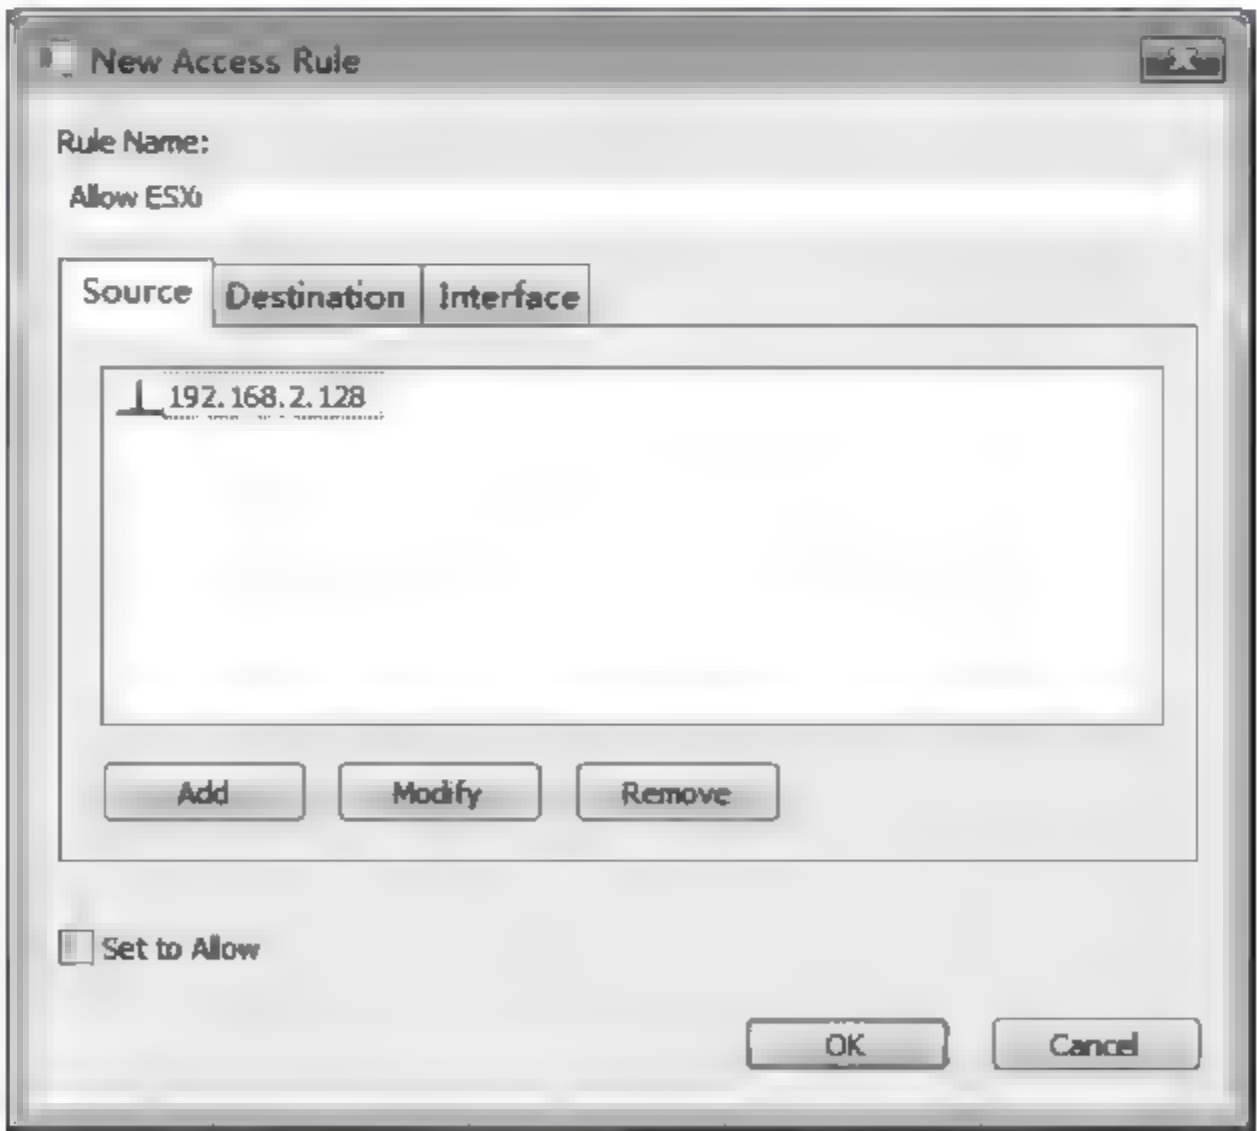 New Access Rule
Rule Name:
Allow ESXi
Source Destination Interface
192.168.2.128
Add Modify Remove
Set to Allow
OK Cancel